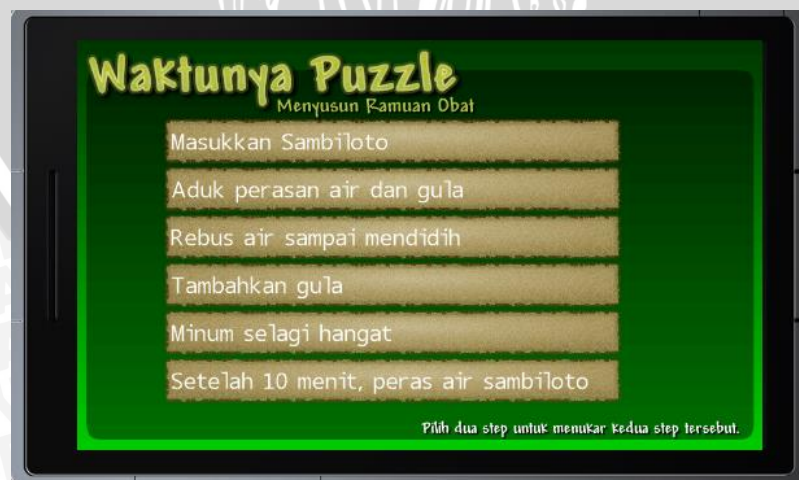 Waktunya Puzzle
Menyusun Ramuan Obat
Masukkan Sambiloto
Aduk perasan air dan gula
Rebus air sampai mendidih
Tambahkan gula
Minum selagi hangat
Setelah 10 menit, peras air sambiloto
Pilih dua step untuk menukar kedua step tersebut.